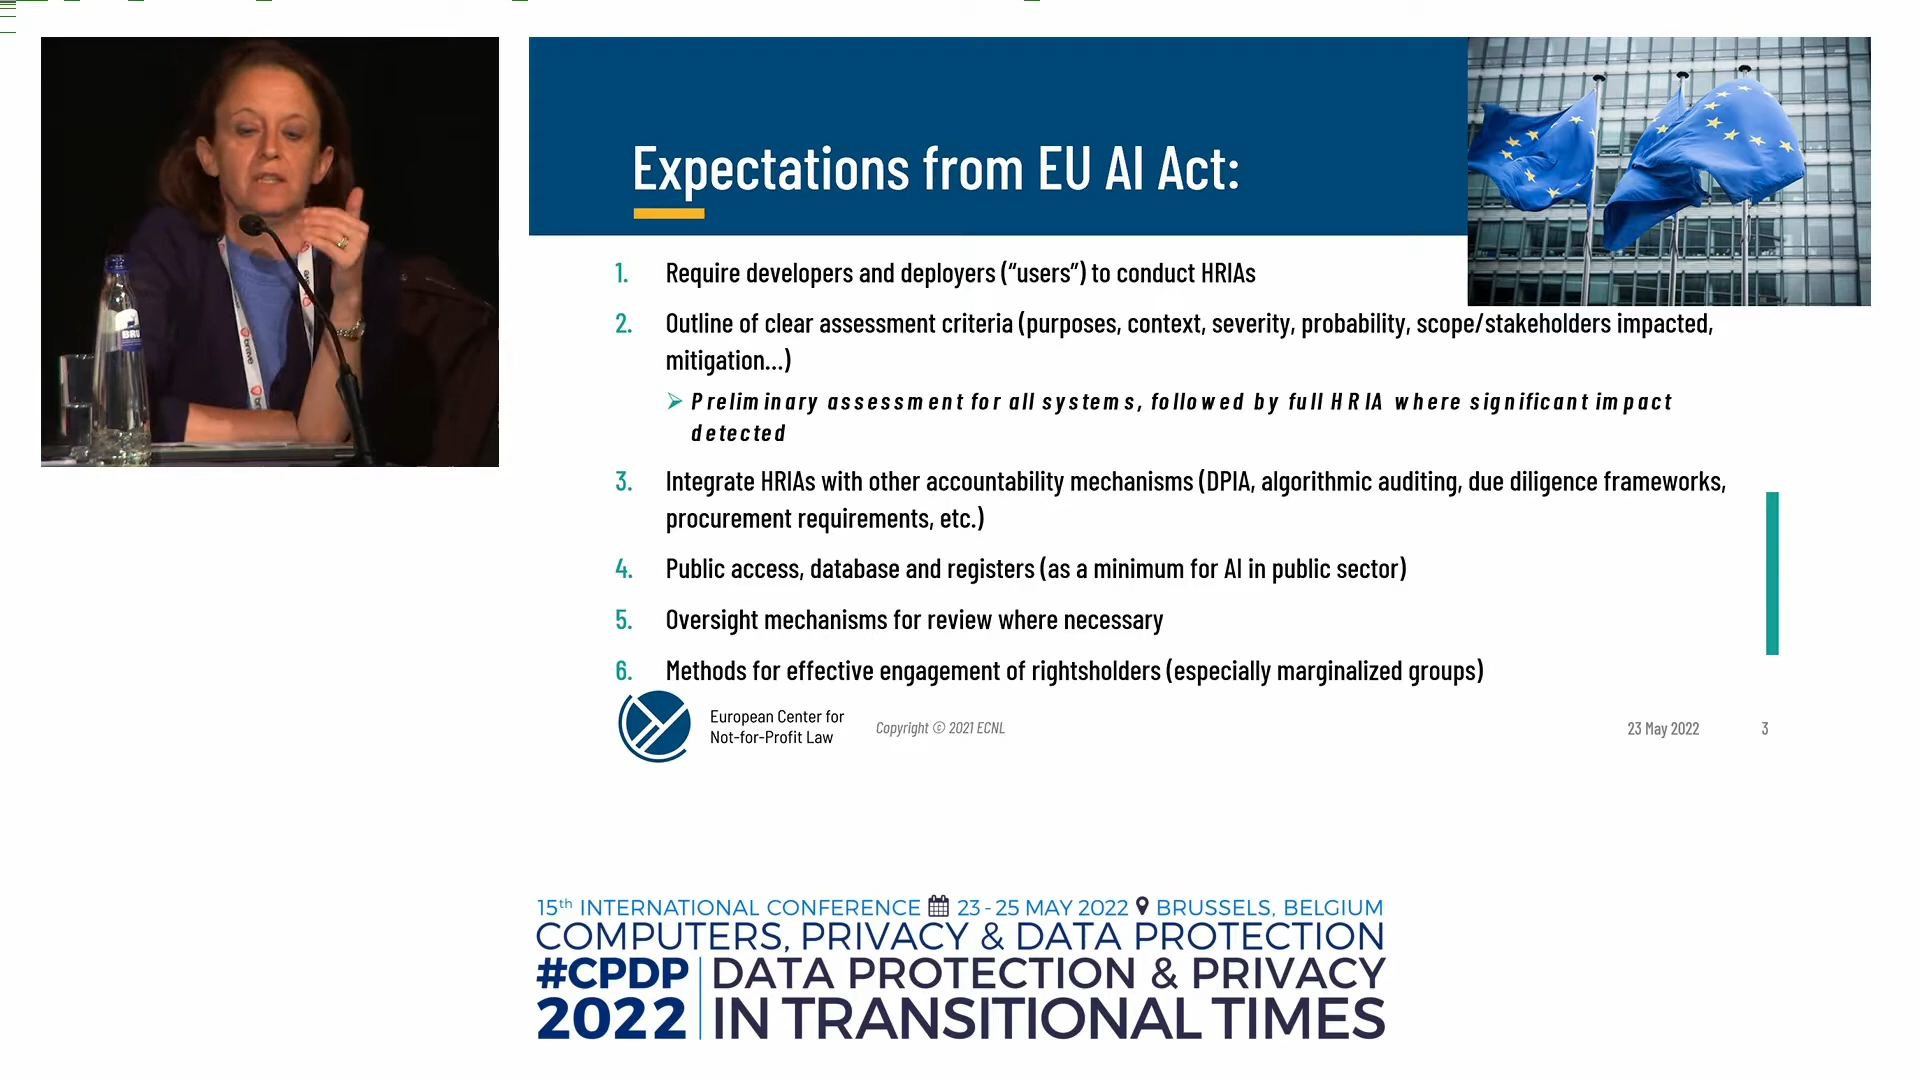 Expectations from EU AI Act:
1. Require developers and deployers (“users”) to conduct HRIAs
2. Outline of clear assessment criteria (purposes, context, severity, probability, scope/stakeholders impacted,
mitigation...)
➢ Preliminary assessment for all systems, followed by full HRIA where significant impact
detected
3. Integrate HRIAs with other accountability mechanisms (DPIA, algorithmic auditing, due diligence frameworks,
procurement requirements, etc.)
4. Public access, database and registers (as a minimum for AI in public sector)
5. Oversight mechanisms for review where necessary
6. Methods for effective engagement of rightsholders (especially marginalized groups)
European Center for
Not-for-Profit Law
Copyright © 2021 ECNL
23 May 2022
3
BRU
brave
15th INTERNATIONAL CONFERENCE 23-25 MAY 2022 BRUSSELS, BELGIUM
COMPUTERS, PRIVACY & DATA PROTECTION
#CPDP DATA PROTECTION & PRIVACY
2022 IN TRANSITIONAL TIMES